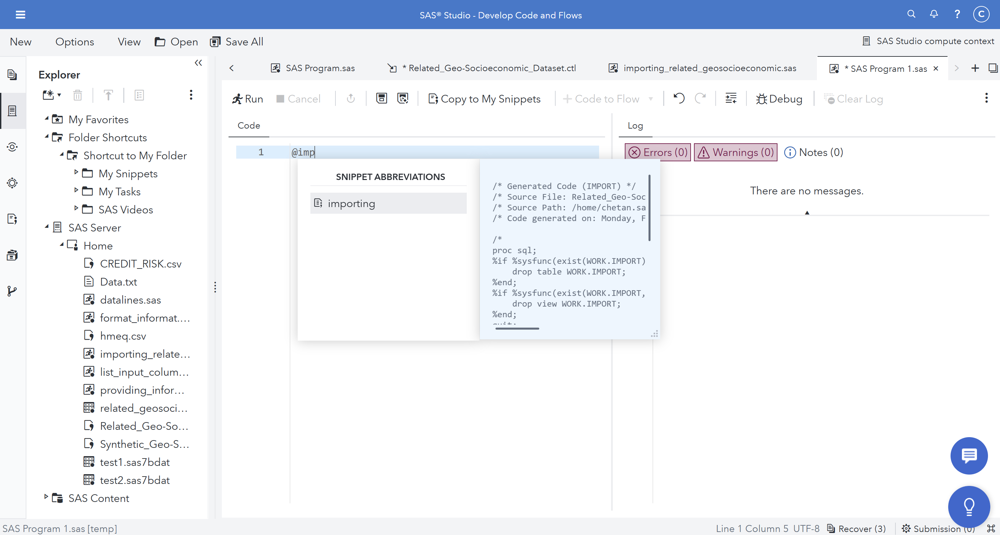 SAS® Studio - Develop Code and Flows
?
C
New
Options
View
Open
Save All
SAS Studio compute context
SAS Program.sas
* Related_Geo-Socioeconomic_Dataset.ctl
importing_related_geosocioeconomic.sas
* SAS Program 1.sas
Explorer
Run
Cancel
Copy to My Snippets
Code to Flow
Debug
Clear Log
My Favorites
Folder Shortcuts
Shortcut to My Folder
My Snippets
My Tasks
SAS Videos
SAS Server
Home
CREDIT_RISK.csv
Data.txt
datalines.sas
format_informat....
hmeq.csv
importing_relate...
list_input_colum...
providing_infor...
related_geosoci...
Related_Geo-So...
Synthetic_Geo-S...
test1.sas7bdat
test2.sas7bdat
SAS Content
Code
1 @imp
SNIPPET ABBREVIATIONS
importing
/* Generated Code (IMPORT) */
/* Source File: Related_Geo-Soc
/* Source Path: /home/chetan.sa
/* Code generated on: Monday, F
/*
proc sql;
%if %sysfunc(exist(WORK.IMPORT)
drop table WORK.IMPORT;
%end;
%if %sysfunc(exist(WORK.IMPORT,
drop view WORK.IMPORT;
%end;
quit;
Log
Errors (0)
Warnings (0)
Notes (0)
There are no messages.
SAS Program 1.sas [temp]
Line 1 Column 5 UTF-8
Recover (3)
Submission (0)